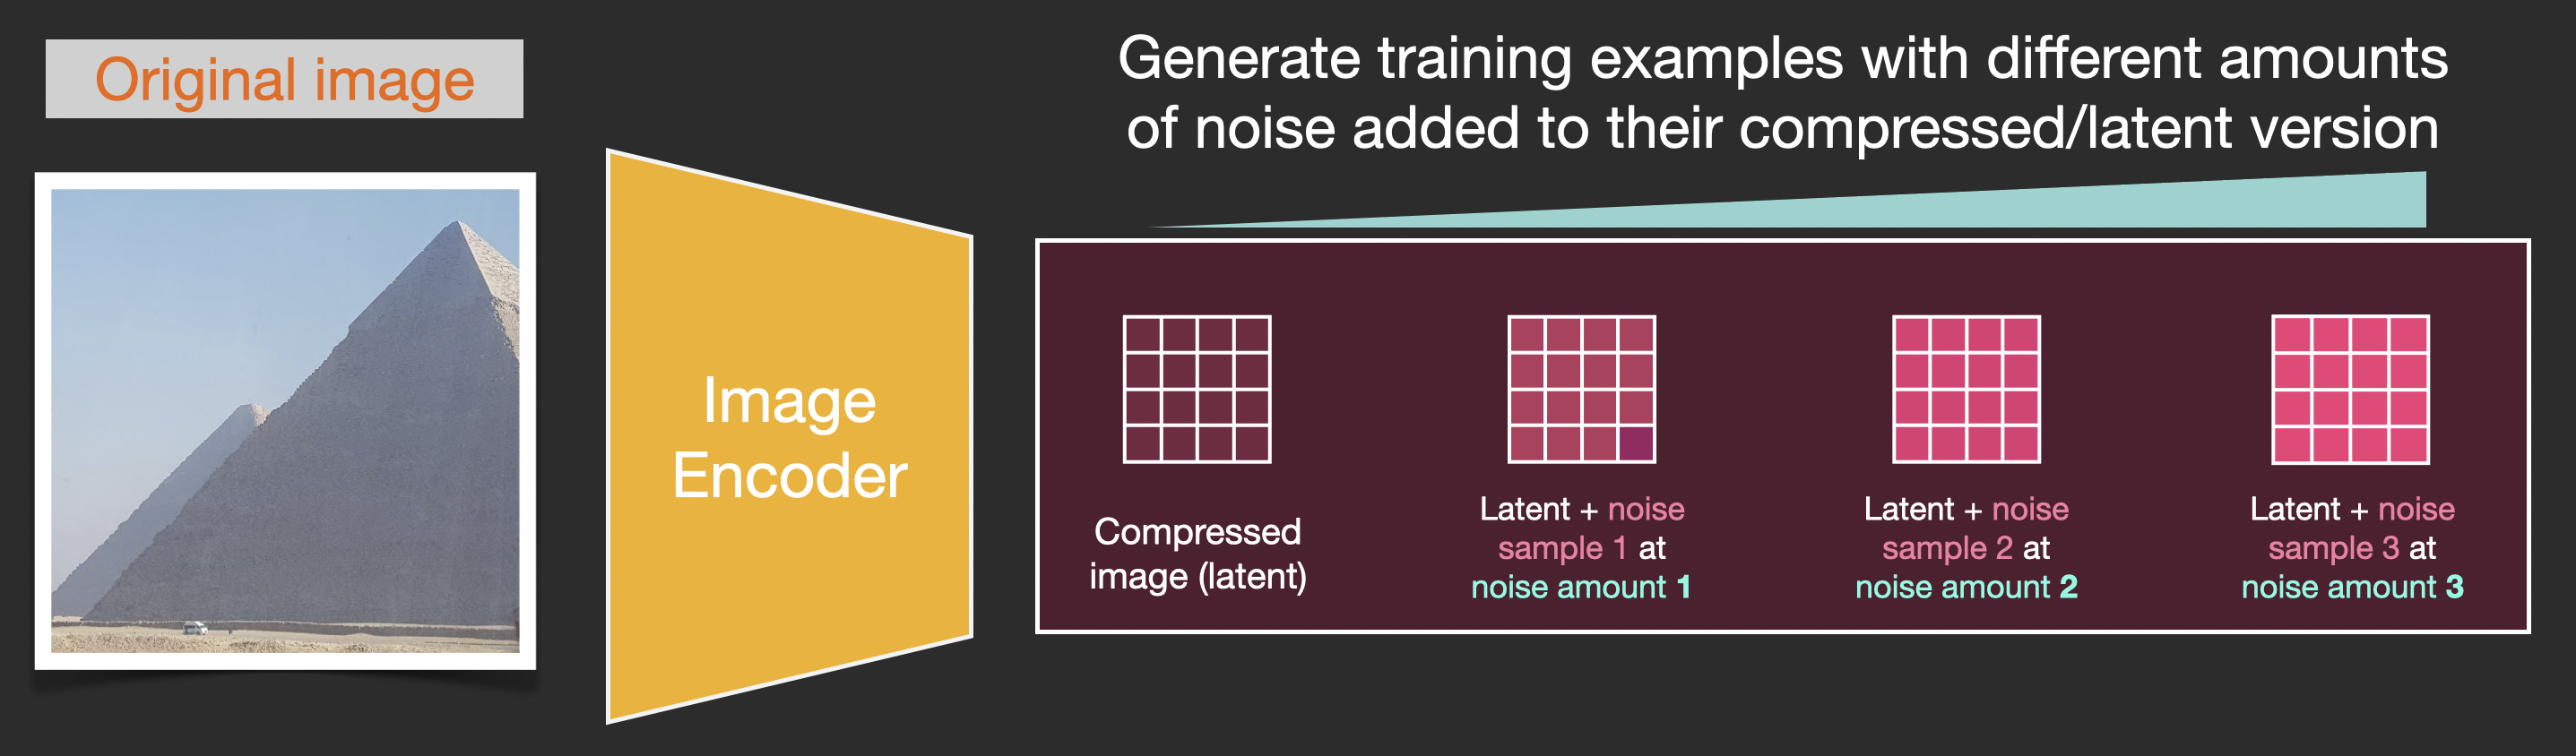 Original image
Generate training examples with different amounts
of noise added to their compressed/latent version
Image
Encoder
Compressed
image (latent)
Latent + noise
sample 1 at
noise amount 1
Latent + noise
sample 2 at
noise amount 2
Latent + noise
sample 3 at
noise amount 3